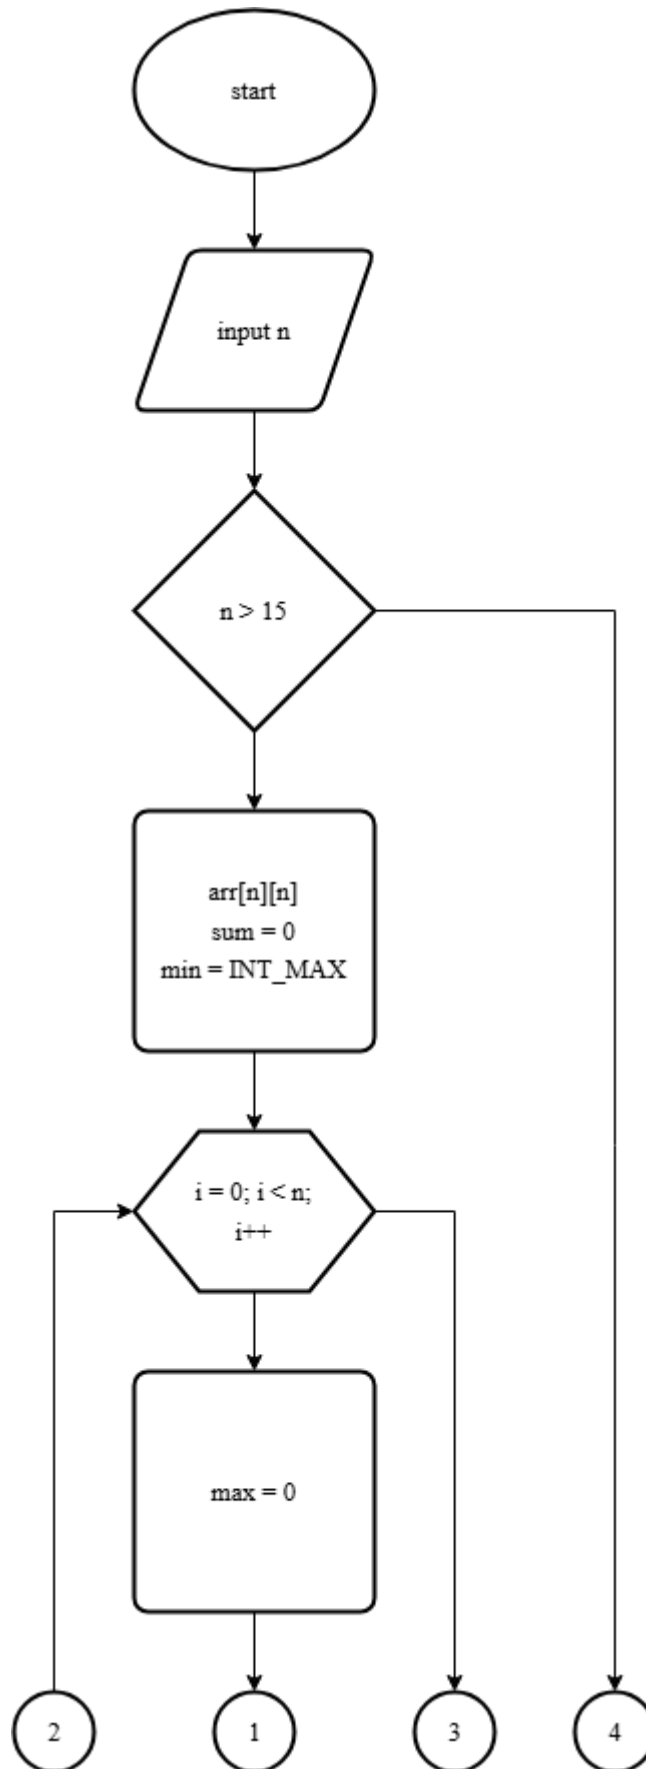 start
input n
n > 15
arr[n][n]
sum = 0
min = INT_MAX
i = 0; i < n;
i++
max = 0
2
1
3
4